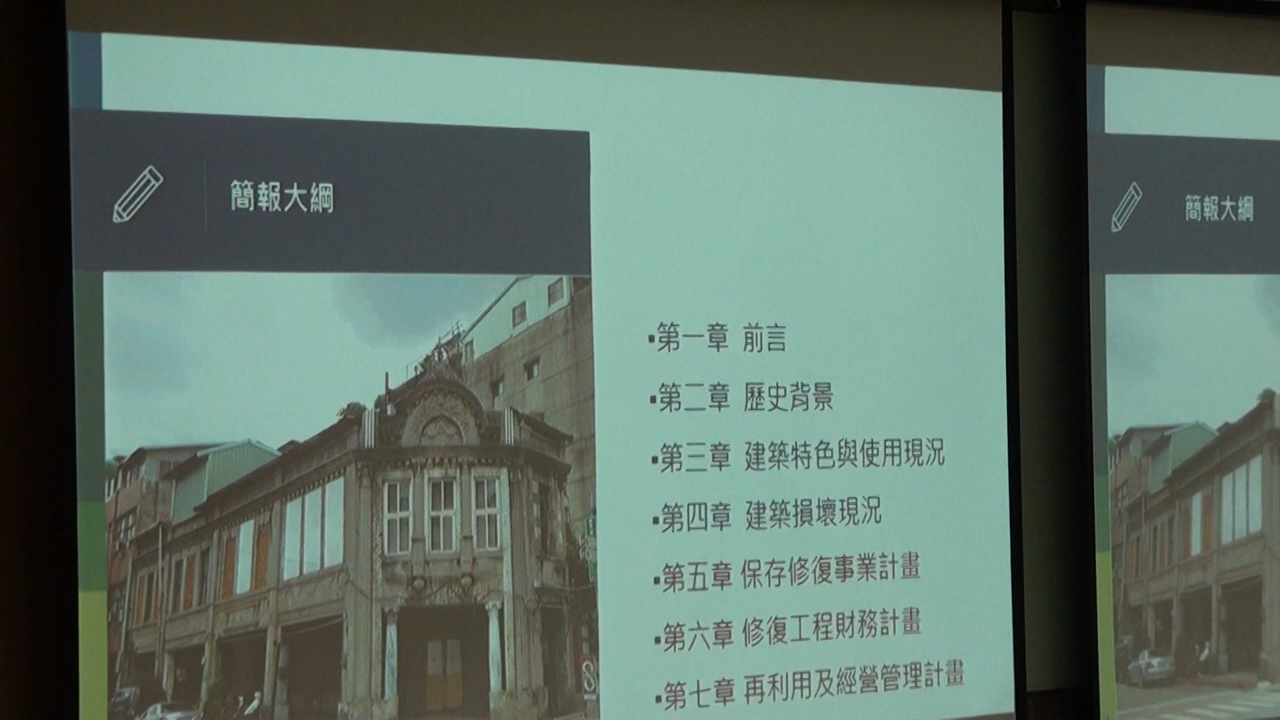 簡報大綱
▪第一章 前言
▪第二章 歷史背景
▪第三章 建築特色與使用現況
▪第四章 建築損壞現況
▪第五章 保存修復事業計畫
▪第六章 修復工程財務計畫
▪第七章 再利用及經營管理計畫
簡報大綱